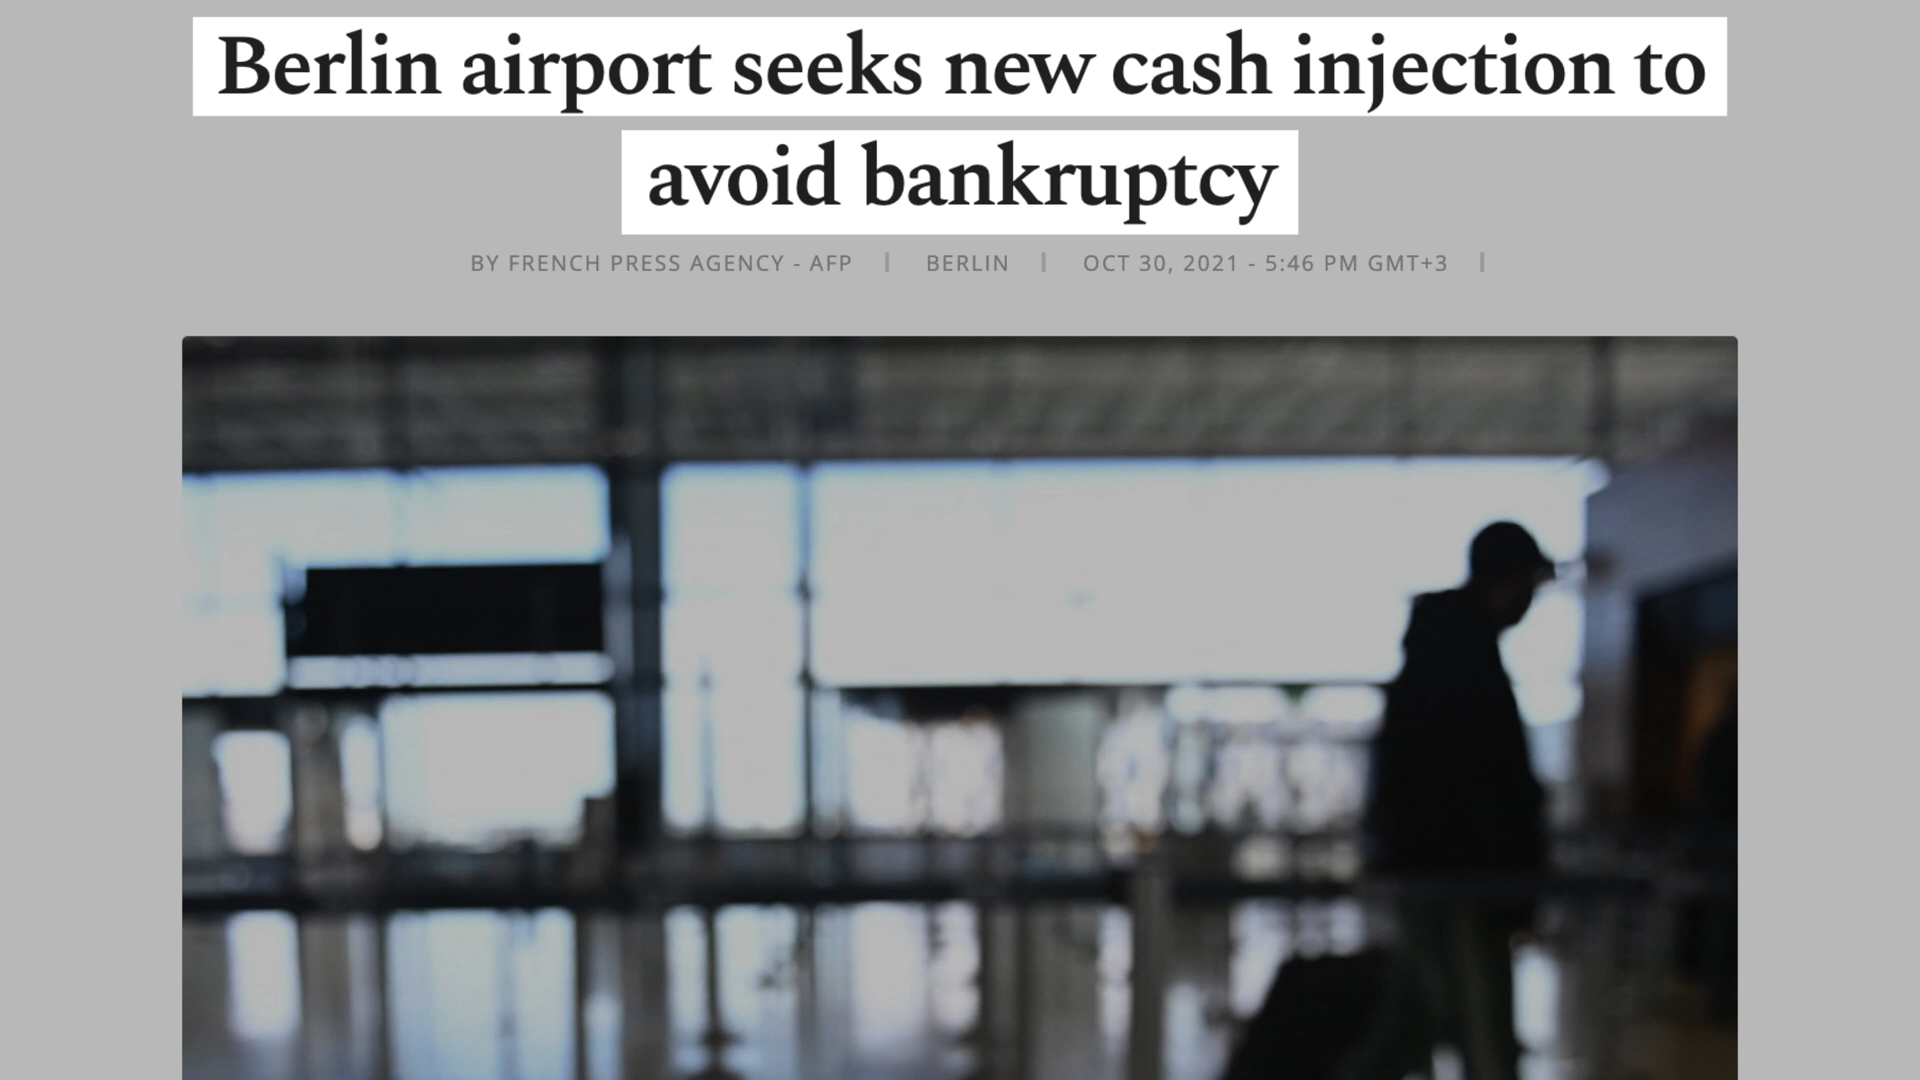 Berlin airport seeks new cash injection to
avoid bankruptcy
BY FRENCH PRESS AGENCY - AFP | BERLIN | OCT 30, 2021 - 5:46 PM GMT+3 |